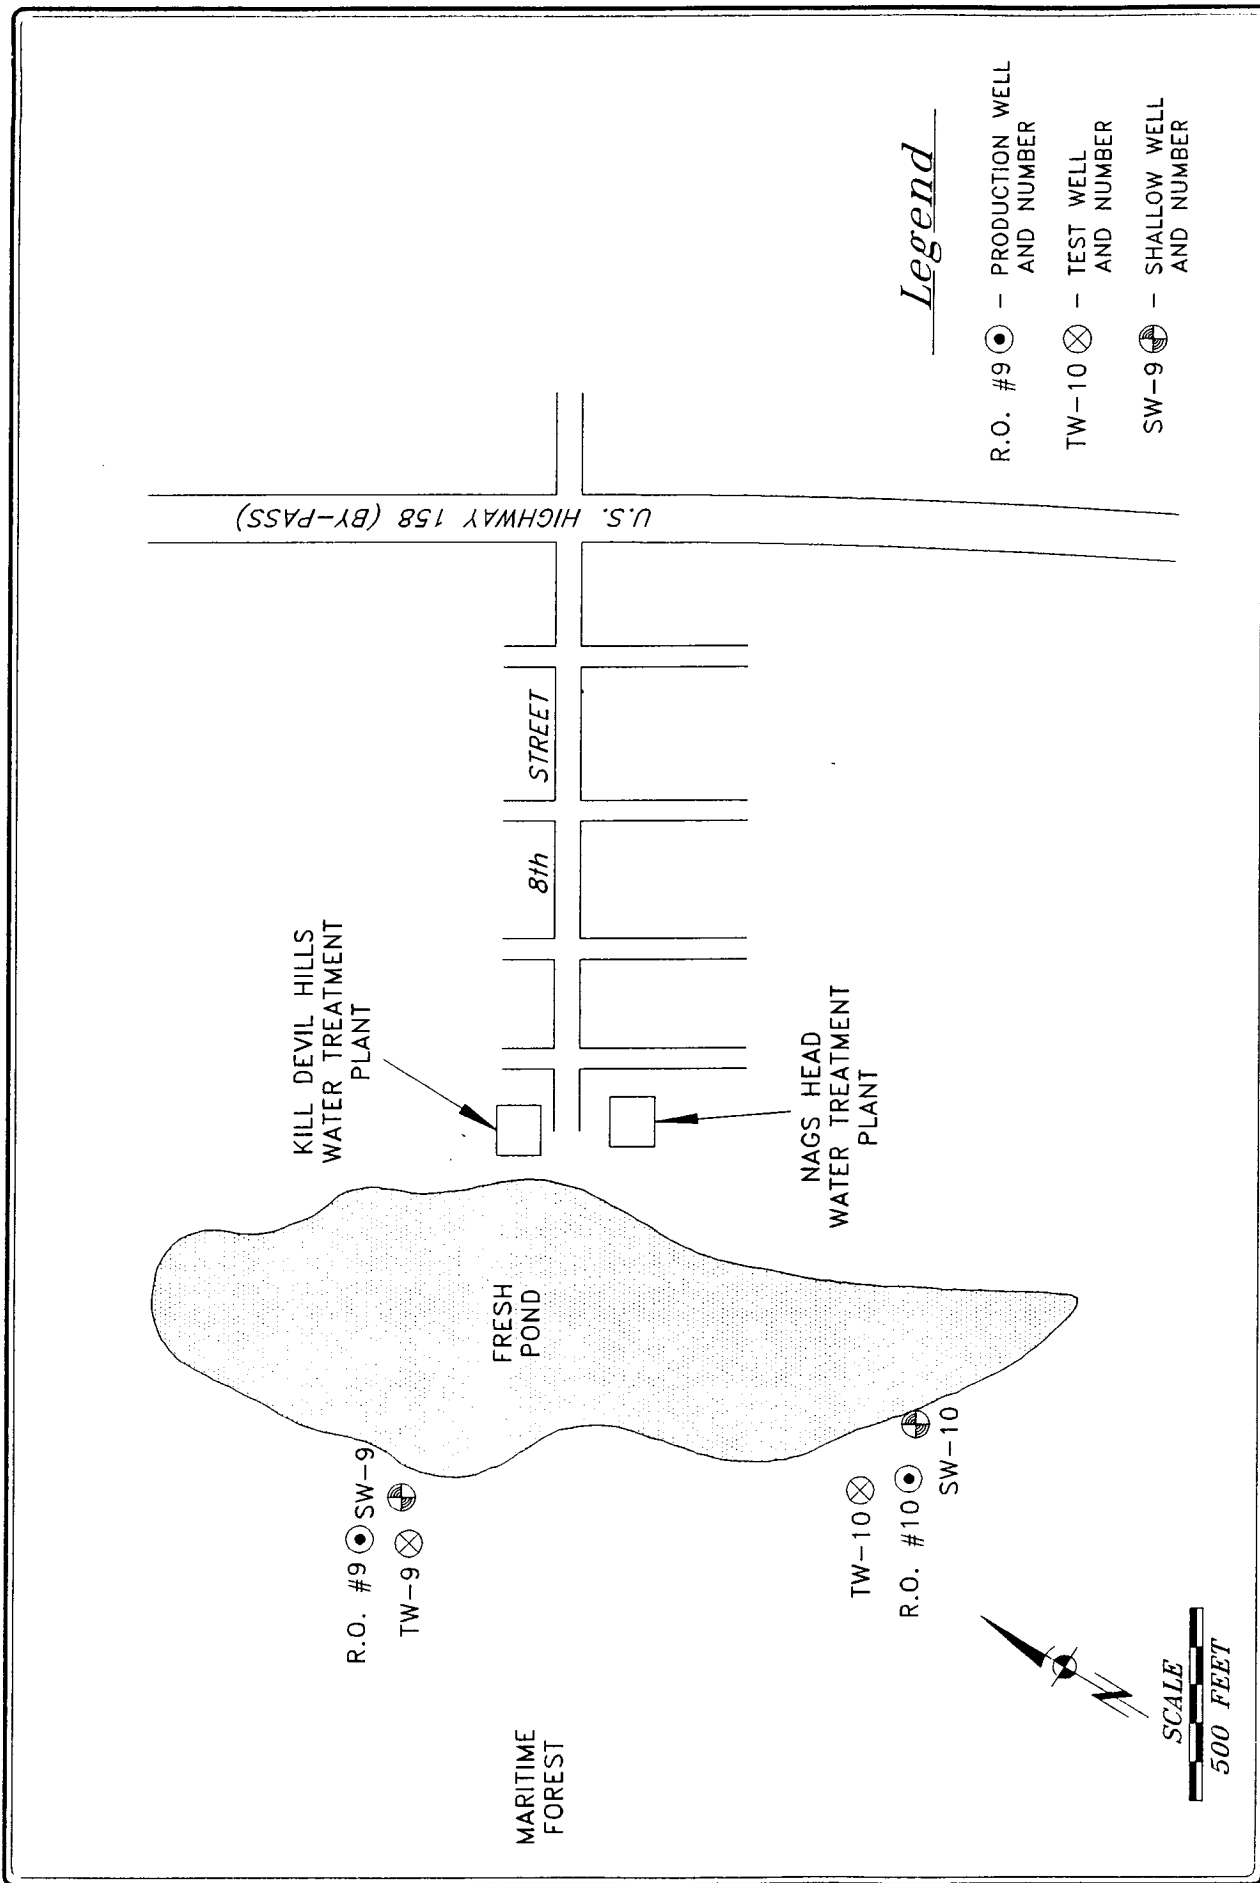 KILL DEVIL HILLS
WATER TREATMENT
PLANT
U.S. HIGHWAY 158 (BY-PASS)
8th STREET
NAGS HEAD
WATER TREATMENT
PLANT
FRESH
POND
R.O. #9
SW-9
TW-9
TW-10
R.O. #10
SW-10
MARITIME
FOREST
N
SCALE
500 FEET
Legend
R.O. #9 - PRODUCTION WELL
AND NUMBER
TW-10 - TEST WELL
AND NUMBER
SW-9 - SHALLOW WELL
AND NUMBER